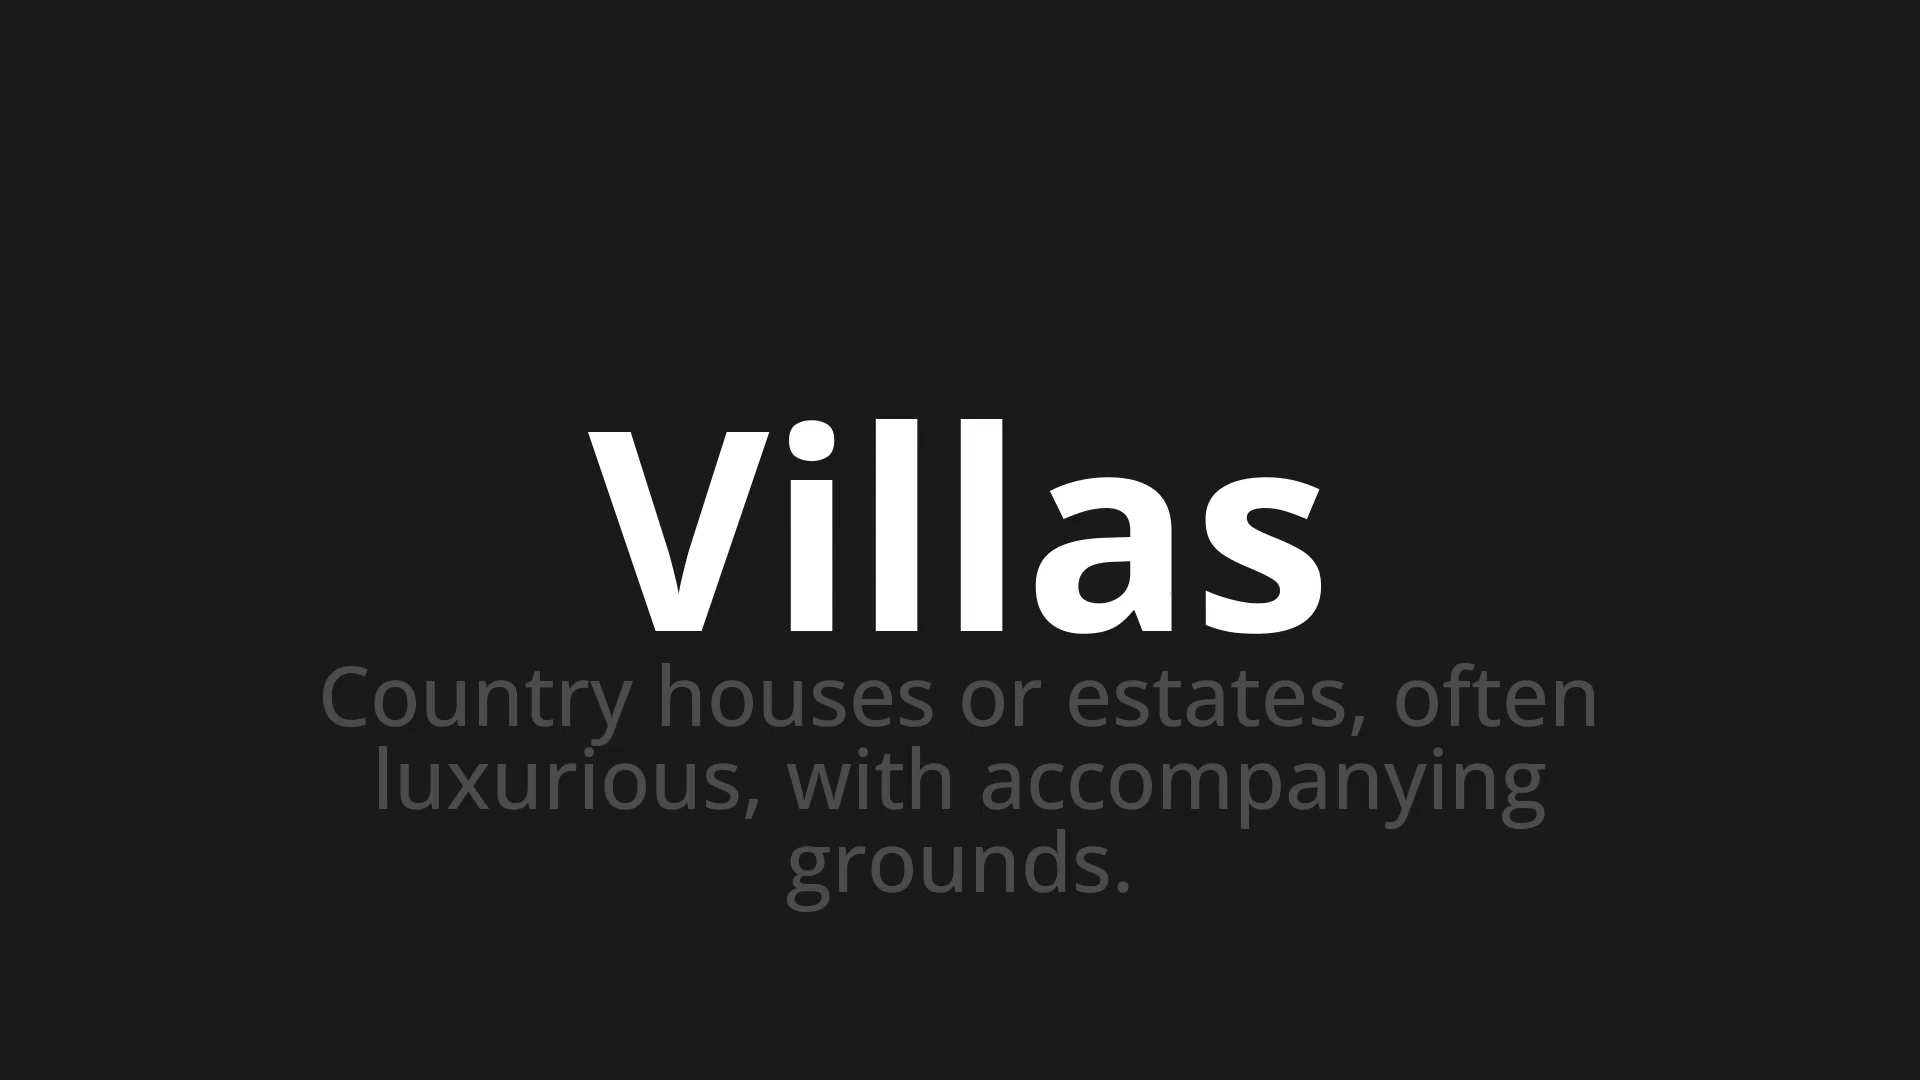 Villas
Country houses or estates, often
luxurious, with accompanying
grounds.